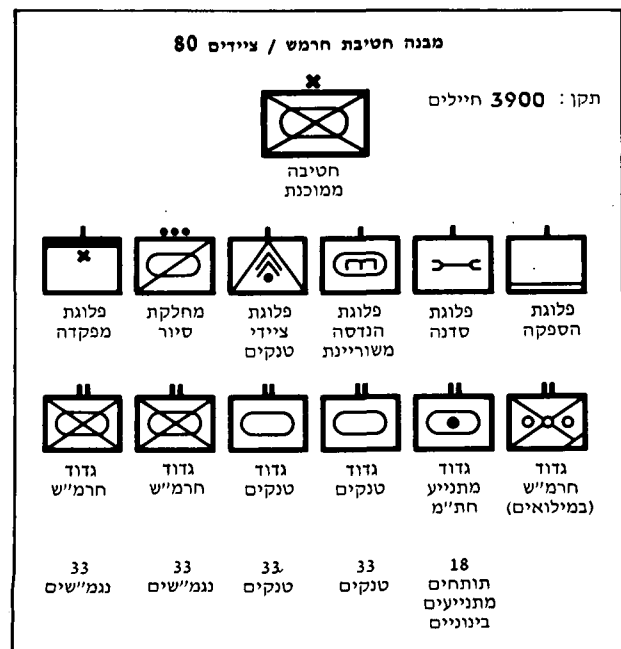 מבנה חטיבת חרמש / ציידים 80
תקן : 3900 חיילים
חטיבה
ממוכנת
פלוגת
הספקה
פלוגת
סדנה
פלוגת
הנדסה
משוריינת
פלוגת
ציידי
טנקים
מחלקת
סיור
פלוגת
מפקדה
גדוד
חרמ״ש
(במילואים)
גדוד
מתנייע
חת״מ
גדוד
טנקים
גדוד
טנקים
גדוד
חרמ״ש
גדוד
חרמ״ש
18
תותחים
מתנייעים
בינוניים
33
טנקים
33
טנקים
33
נגמ״שים
33
נגמ״שים